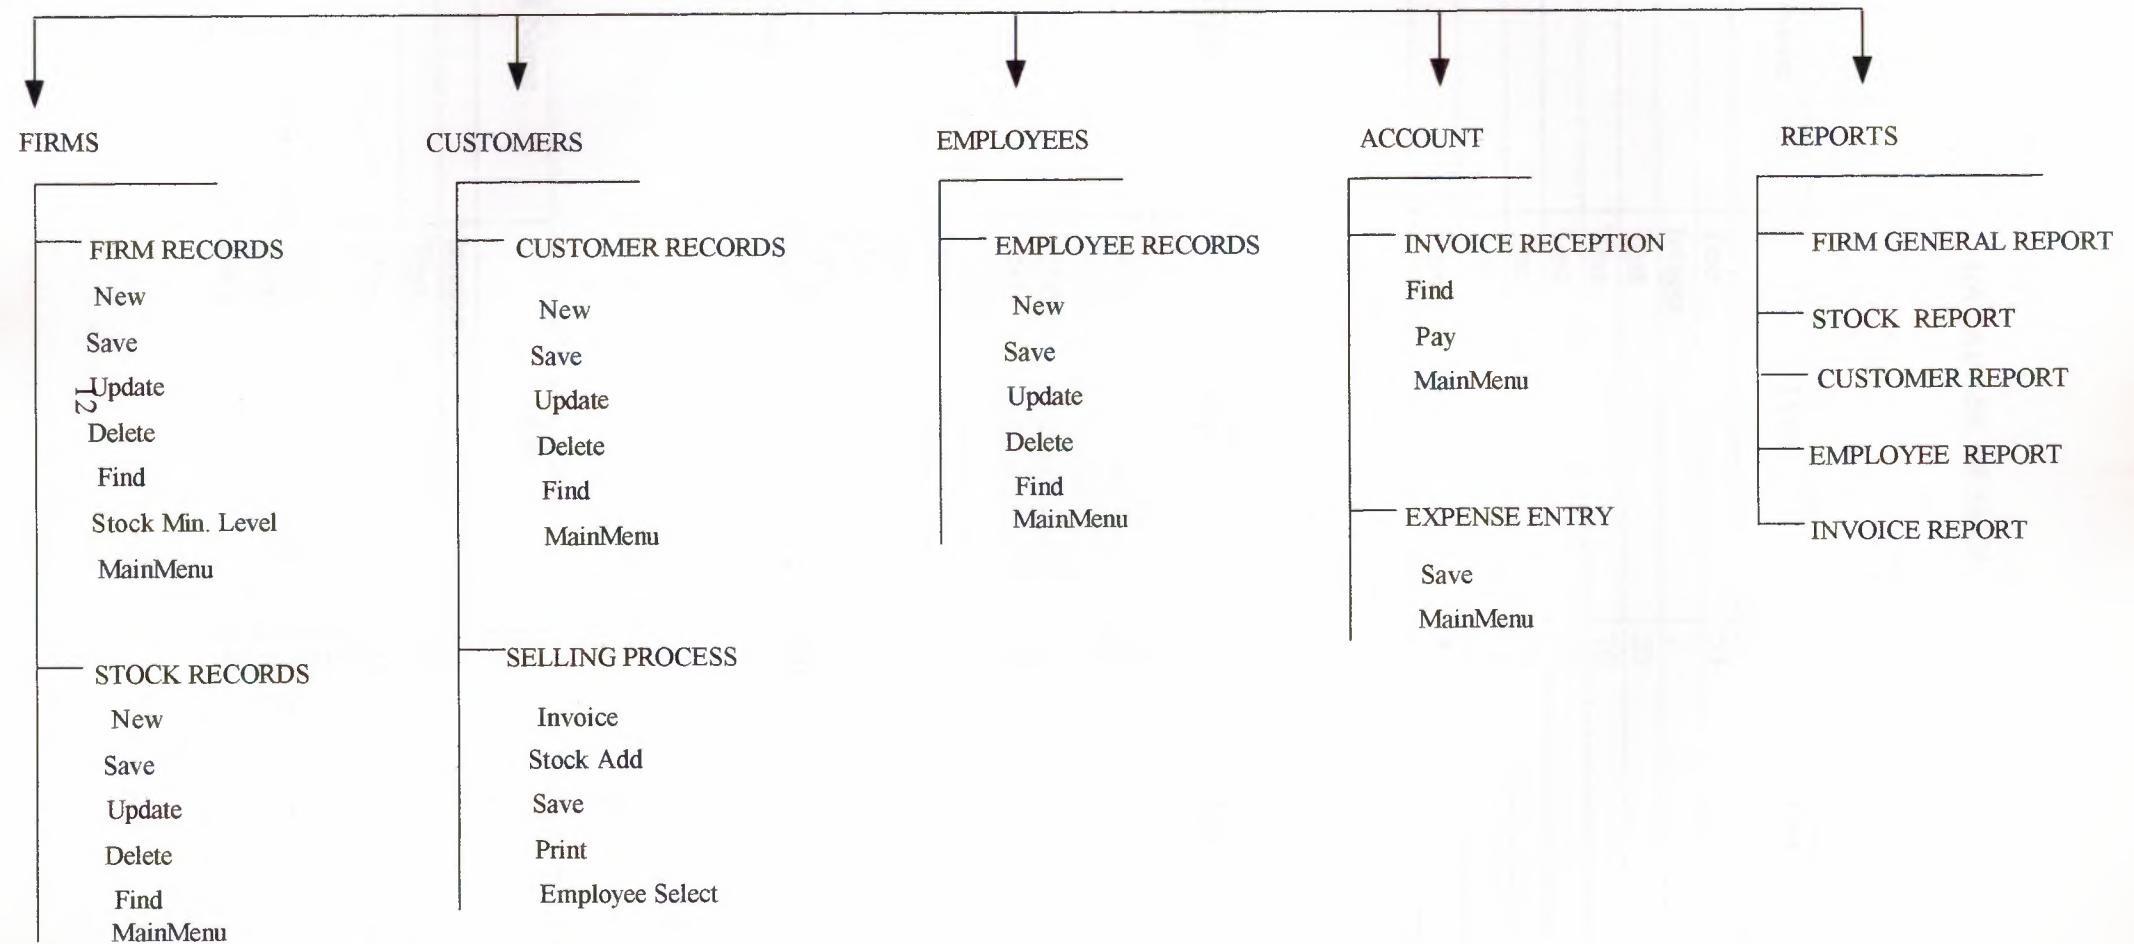 FIRMS
FIRM RECORDS
New
Save
Update
12
Delete
Find
Stock Min. Level
MainMenu
STOCK RECORDS
New
Save
Update
Delete
Find
MainMenu
CUSTOMERS
CUSTOMER RECORDS
New
Save
Update
Delete
Find
MainMenu
SELLING PROCESS
Invoice
Stock Add
Save
Print
Employee Select
EMPLOYEES
EMPLOYEE RECORDS
New
Save
Update
Delete
Find
MainMenu
ACCOUNT
INVOICE RECEPTION
Find
Pay
MainMenu
EXPENSE ENTRY
Save
MainMenu
REPORTS
FIRM GENERAL REPORT
STOCK REPORT
CUSTOMER REPORT
EMPLOYEE REPORT
INVOICE REPORT